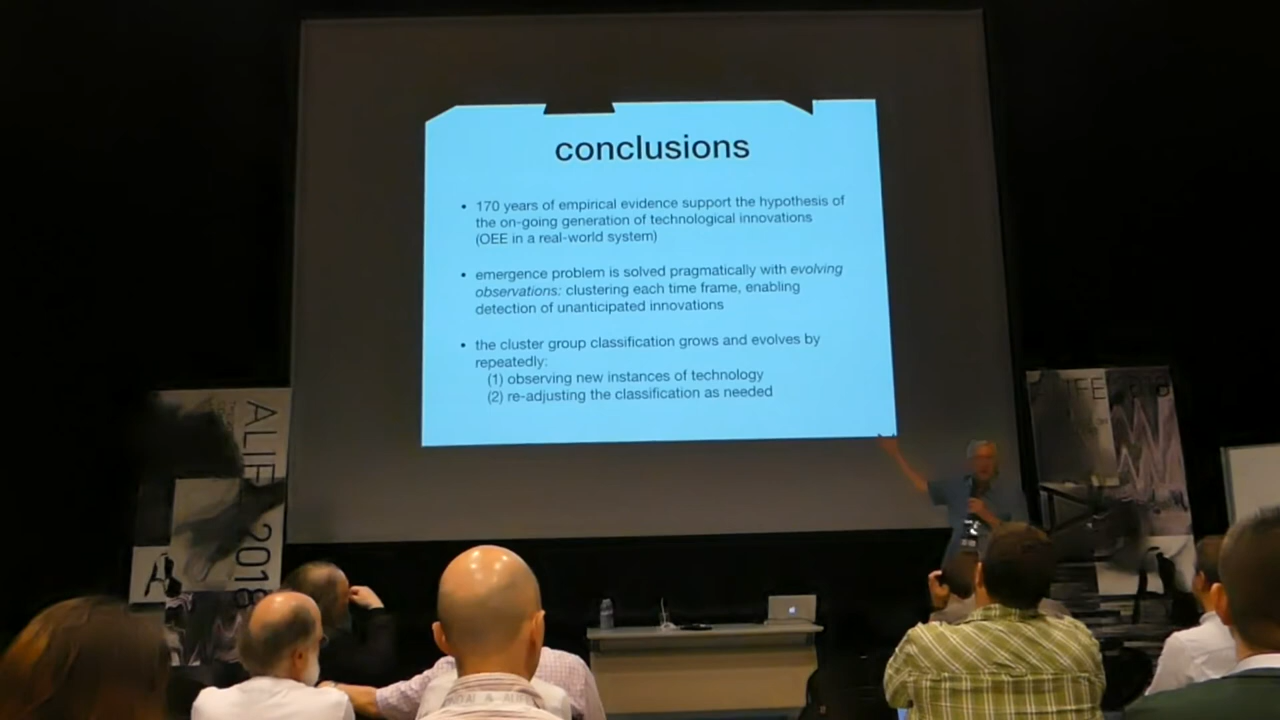 conclusions
• 170 years of empirical evidence support the hypothesis of
the on-going generation of technological innovations
(OEE in a real-world system)
• emergence problem is solved pragmatically with evolving
observations: clustering each time frame, enabling
detection of unanticipated innovations
• the cluster group classification grows and evolves by
repeatedly:
(1) observing new instances of technology
(2) re-adjusting the classification as needed
ALIFE 2018